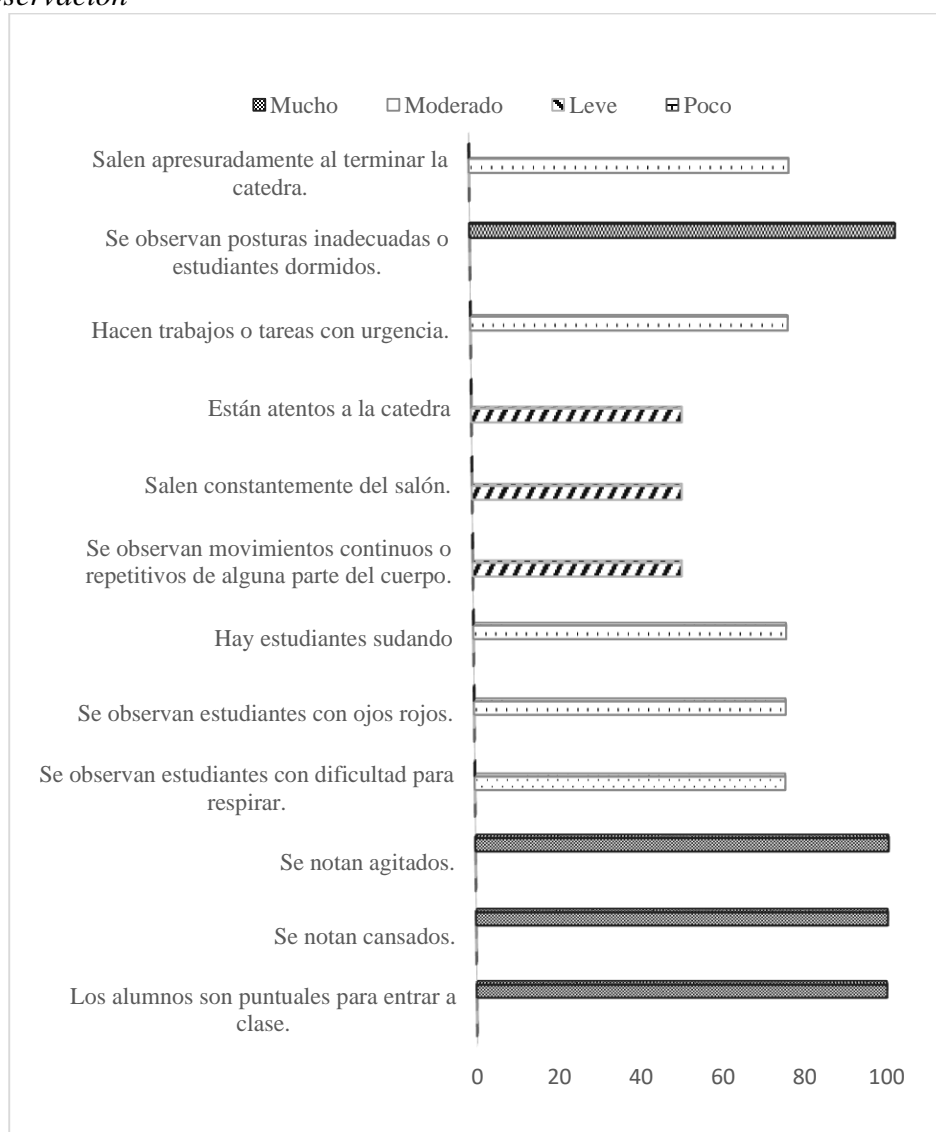 Mucho Moderado Leve Poco
Salen apresuradamente al terminar la
catedra.
Se observan posturas inadecuadas o
estudiantes dormidos.
Hacen trabajos o tareas con urgencia.
Están atentos a la catedra
Salen constantemente del salón.
Se observan movimientos continuos o
repetitivos de alguna parte del cuerpo.
Hay estudiantes sudando
Se observan estudiantes con ojos rojos.
Se observan estudiantes con dificultad para
respirar.
Se notan agitados.
Se notan cansados.
Los alumnos son puntuales para entrar a
clase.
0 20 40 60 80 100